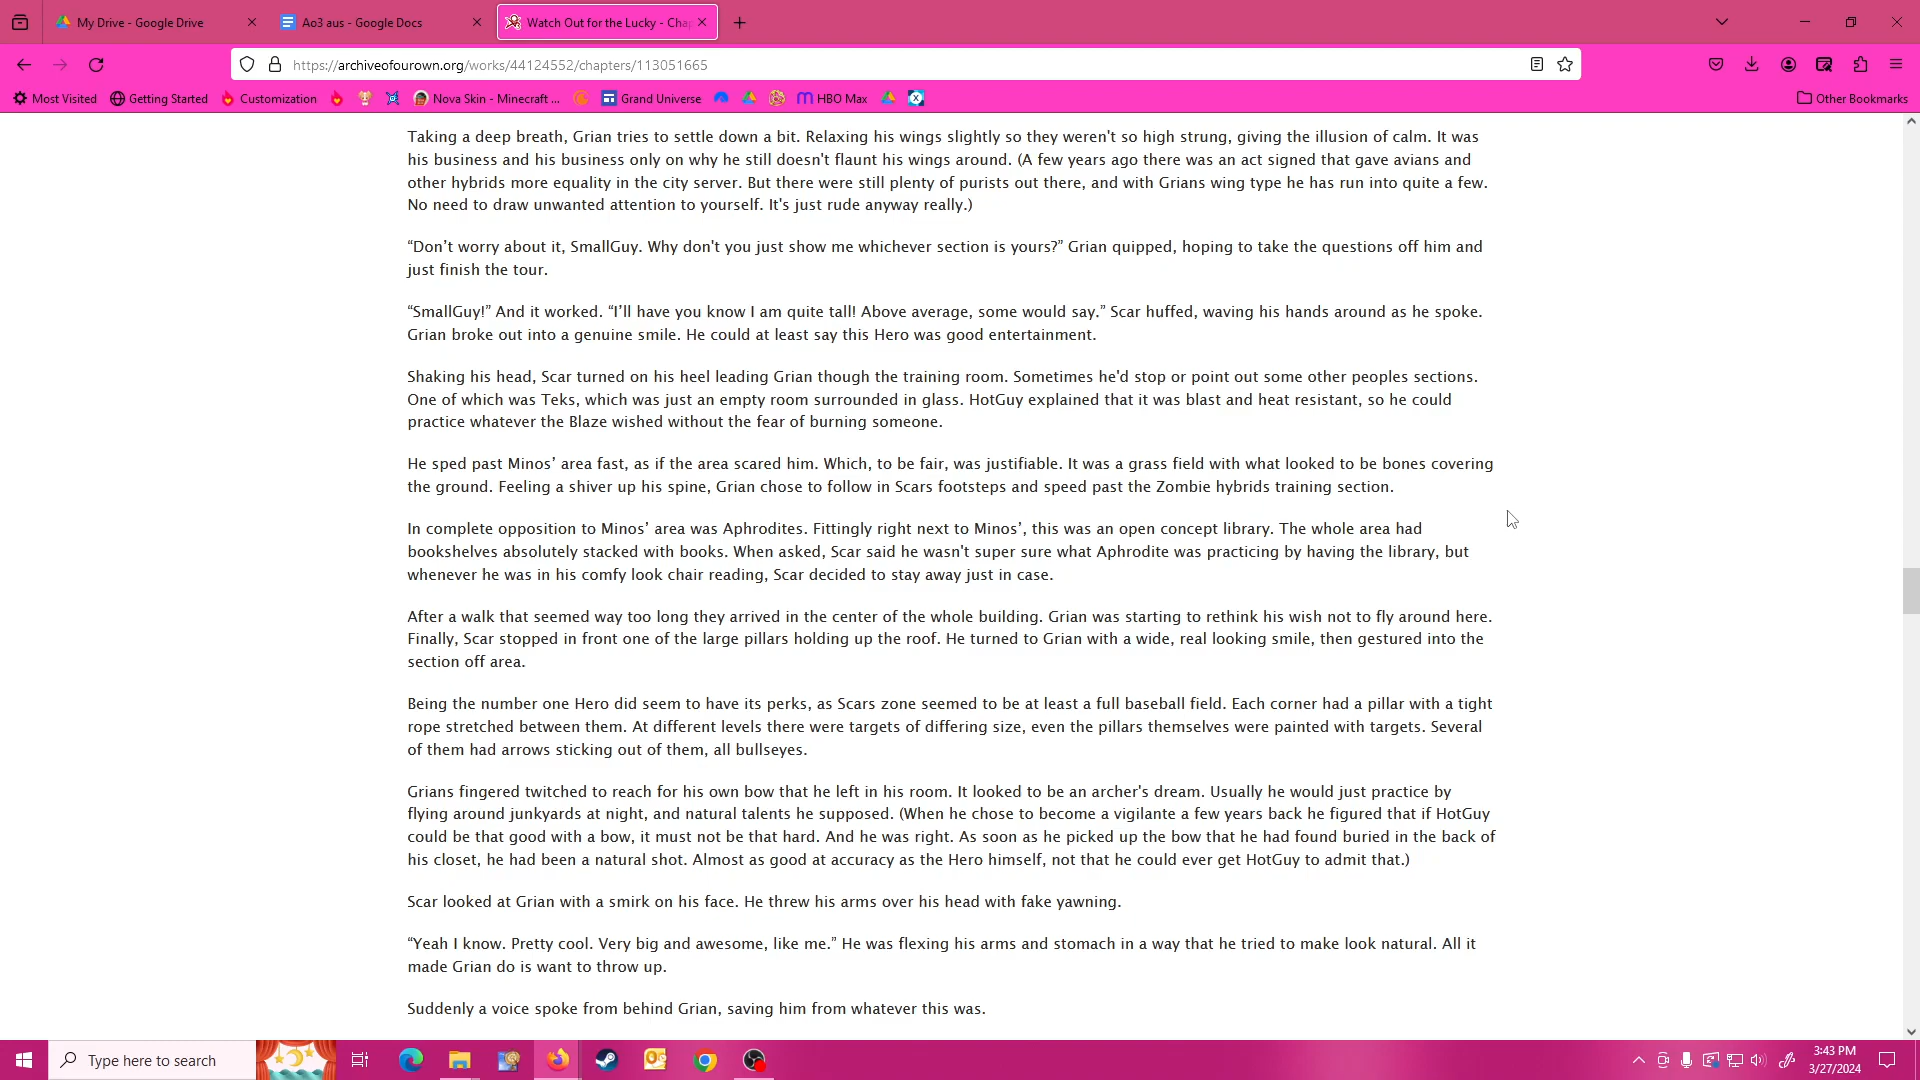 My Drive - Google Drive
Ao3 aus - Google Docs
Watch Out for the Lucky - Cha
https://archiveofourown.org/works/44124552/chapters/113051665
Most Visited
Getting Started
Customization
Nova Skin - Minecraft ...
Grand Universe
HBO Max
Other Bookmarks
Taking a deep breath, Grian tries to settle down a bit. Relaxing his wings slightly so they weren't so high strung, giving the illusion of calm. It was
his business and his business only on why he still doesn't flaunt his wings around. (A few years ago there was an act signed that gave avians and
other hybrids more equality in the city server. But there were still plenty of purists out there, and with Grians wing type he has run into quite a few.
No need to draw unwanted attention to yourself. It's just rude anyway really.)
“Don’t worry about it, SmallGuy. Why don't you just show me whichever section is yours?” Grian quipped, hoping to take the questions off him and
just finish the tour.
“SmallGuy!” And it worked. “I’ll have you know I am quite tall! Above average, some would say.” Scar huffed, waving his hands around as he spoke.
Grian broke out into a genuine smile. He could at least say this Hero was good entertainment.
Shaking his head, Scar turned on his heel leading Grian though the training room. Sometimes he'd stop or point out some other peoples sections.
One of which was Teks, which was just an empty room surrounded in glass. HotGuy explained that it was blast and heat resistant, so he could
practice whatever the Blaze wished without the fear of burning someone.
He sped past Minos’ area fast, as if the area scared him. Which, to be fair, was justifiable. It was a grass field with what looked to be bones covering
the ground. Feeling a shiver up his spine, Grian chose to follow in Scars footsteps and speed past the Zombie hybrids training section.
In complete opposition to Minos’ area was Aphrodites. Fittingly right next to Minos’, this was an open concept library. The whole area had
bookshelves absolutely stacked with books. When asked, Scar said he wasn't super sure what Aphrodite was practicing by having the library, but
whenever he was in his comfy look chair reading, Scar decided to stay away just in case.
After a walk that seemed way too long they arrived in the center of the whole building. Grian was starting to rethink his wish not to fly around here.
Finally, Scar stopped in front one of the large pillars holding up the roof. He turned to Grian with a wide, real looking smile, then gestured into the
section off area.
Being the number one Hero did seem to have its perks, as Scars zone seemed to be at least a full baseball field. Each corner had a pillar with a tight
rope stretched between them. At different levels there were targets of differing size, even the pillars themselves were painted with targets. Several
of them had arrows sticking out of them, all bullseyes.
Grians fingered twitched to reach for his own bow that he left in his room. It looked to be an archer's dream. Usually he would just practice by
flying around junkyards at night, and natural talents he supposed. (When he chose to become a vigilante a few years back he figured that if HotGuy
could be that good with a bow, it must not be that hard. And he was right. As soon as he picked up the bow that he had found buried in the back of
his closet, he had been a natural shot. Almost as good at accuracy as the Hero himself, not that he could ever get HotGuy to admit that.)
Scar looked at Grian with a smirk on his face. He threw his arms over his head with fake yawning.
“Yeah I know. Pretty cool. Very big and awesome, like me.” He was flexing his arms and stomach in a way that he tried to make look natural. All it
made Grian do is want to throw up.
Suddenly a voice spoke from behind Grian, saving him from whatever this was.
Type here to search
3:43 PM
3/27/2024